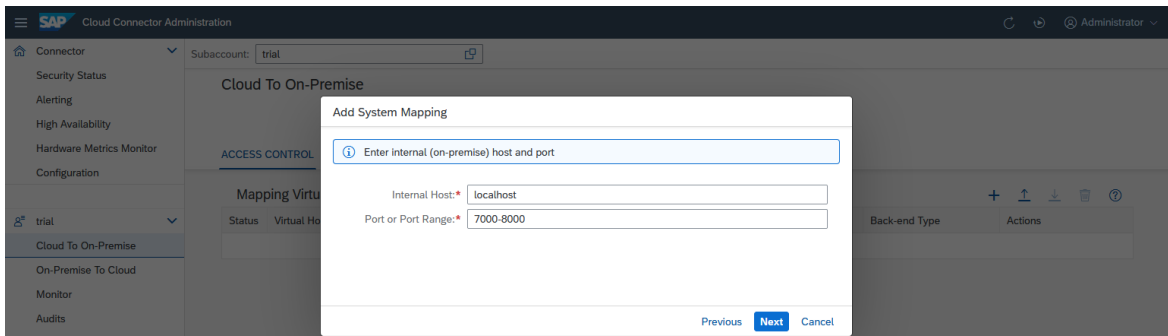 SAP Cloud Connector Administration
Administrator
Connector
Security Status
Alerting
High Availability
Hardware Metrics Monitor
Configuration
trial
Cloud To On-Premise
On-Premise To Cloud
Monitor
Audits
Subaccount: trial
Cloud To On-Premise
ACCESS CONTROL
Mapping Virtu
Status Virtual Ho
Back-end Type Actions
Add System Mapping
Enter internal (on-premise) host and port
Internal Host:* localhost
Port or Port Range:* 7000-8000
Previous Next Cancel